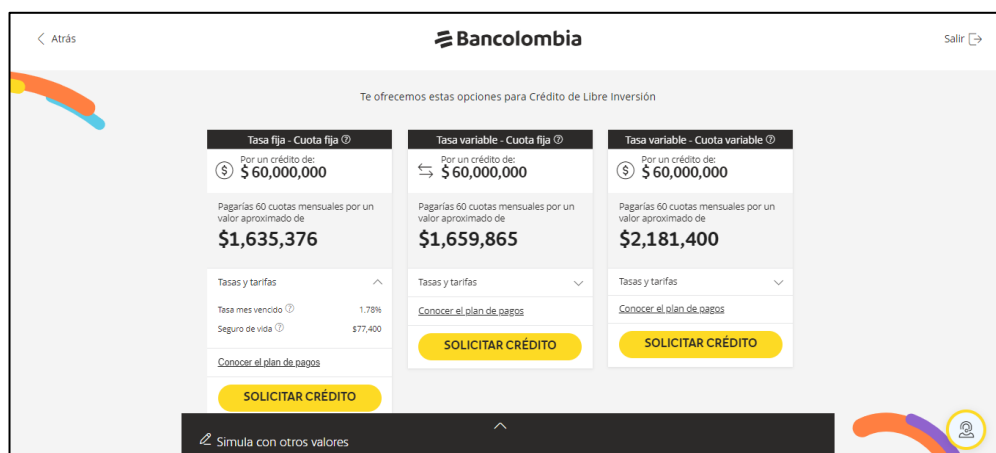 Atrás
Bancolombia
Salir
Te ofrecemos estas opciones para Crédito de Libre Inversión
Tasa fija - Cuota fija
Por un crédito de:
$ 60,000,000
Pagarías 60 cuotas mensuales por un
valor aproximado de
$1,635,376
Tasas y tarifas
Tasa mes vencido 1.78%
Seguro de vida $77,400
Conocer el plan de pagos
SOLICITAR CRÉDITO
Tasa variable - Cuota fija
Por un crédito de:
$ 60,000,000
Pagarías 60 cuotas mensuales por un
valor aproximado de
$1,659,865
Tasas y tarifas
Conocer el plan de pagos
SOLICITAR CRÉDITO
Tasa variable - Cuota variable
Por un crédito de:
$ 60,000,000
Pagarías 60 cuotas mensuales por un
valor aproximado de
$2,181,400
Tasas y tarifas
Conocer el plan de pagos
SOLICITAR CRÉDITO
Simula con otros valores